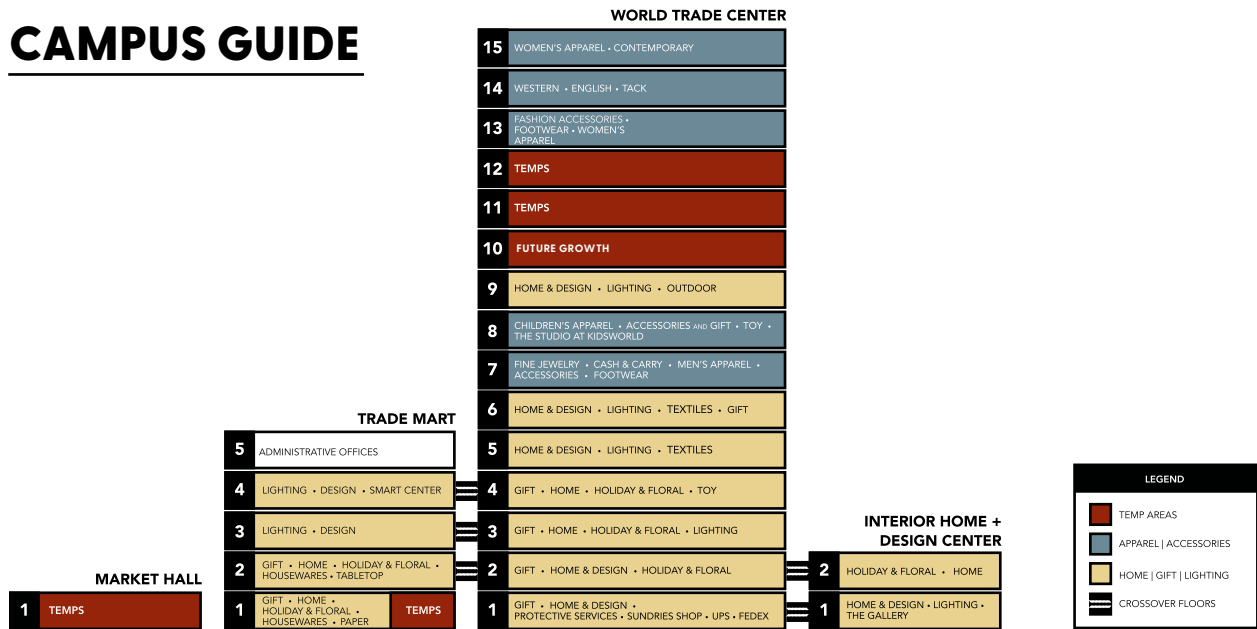 CAMPUS GUIDE
WORLD TRADE CENTER
15 WOMEN'S APPAREL • CONTEMPORARY
14 WESTERN • ENGLISH • TACK
13 FASHION ACCESSORIES •
FOOTWEAR • WOMEN'S
APPAREL
12 TEMPS
11 TEMPS
10 FUTURE GROWTH
9 HOME & DESIGN • LIGHTING • OUTDOOR
8 CHILDREN'S APPAREL • ACCESSORIES AND GIFT • TOY •
THE STUDIO AT KIDSWORLD
7 FINE JEWELRY • CASH & CARRY • MEN'S APPAREL •
ACCESSORIES • FOOTWEAR
6 HOME & DESIGN • LIGHTING • TEXTILES • GIFT
5 HOME & DESIGN • LIGHTING • TEXTILES
4 GIFT • HOME • HOLIDAY & FLORAL • TOY
3 GIFT • HOME • HOLIDAY & FLORAL • LIGHTING
2 GIFT • HOME & DESIGN • HOLIDAY & FLORAL
1 GIFT • HOME & DESIGN •
PROTECTIVE SERVICES • SUNDRIES SHOP • UPS • FEDEX
TRADE MART
5 ADMINISTRATIVE OFFICES
4 LIGHTING • DESIGN • SMART CENTER
3 LIGHTING • DESIGN
2 GIFT • HOME • HOLIDAY & FLORAL •
HOUSEWARES • TABLETOP
1 GIFT • HOME •
HOLIDAY & FLORAL •
HOUSEWARES • PAPER
TEMPS
MARKET HALL
1 TEMPS
INTERIOR HOME +
DESIGN CENTER
2 HOLIDAY & FLORAL • HOME
1 HOME & DESIGN • LIGHTING •
THE GALLERY
LEGEND
TEMP AREAS
APPAREL | ACCESSORIES
HOME | GIFT | LIGHTING
CROSSOVER FLOORS